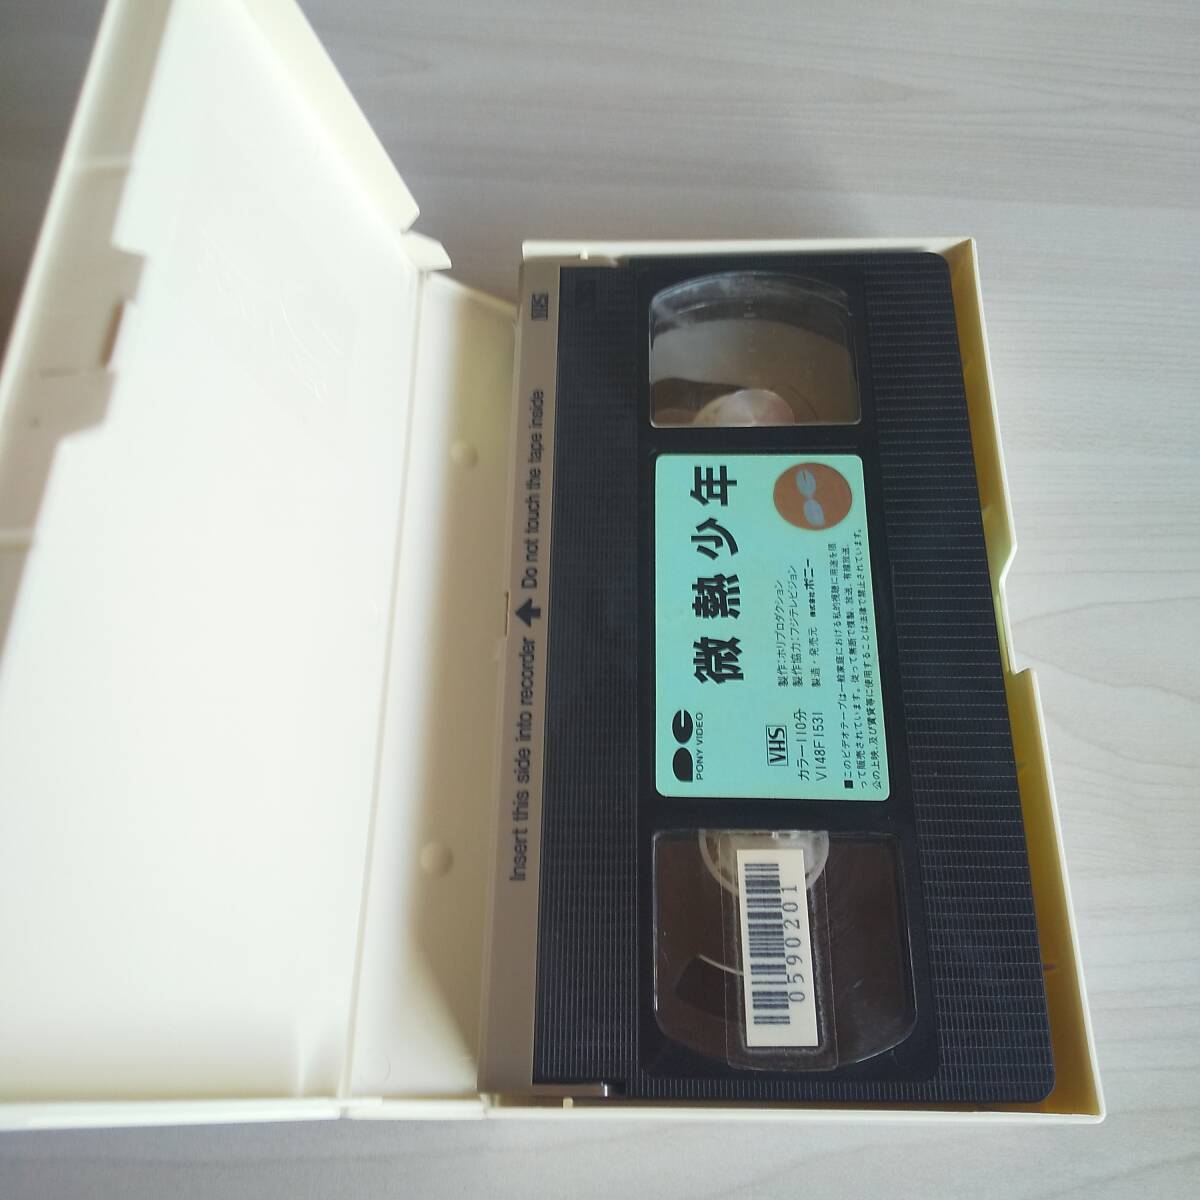 VHS
Insert this side into recorder ⬆ Do not touch the tape inside
PONY VIDEO
微熱少年
VHS
カラー110分
V148F1531
製作:ホリプロダクション
製作協力:フジテレビジョン
製造・発売元 株式会社 ポニー
■このビデオテープは一般家庭における私的視聴に用途を限
って販売されています。従って無断で複製、放送、有線放送、
公の上映、及び賃貸等に使用することは法律で禁止されています。
0590201